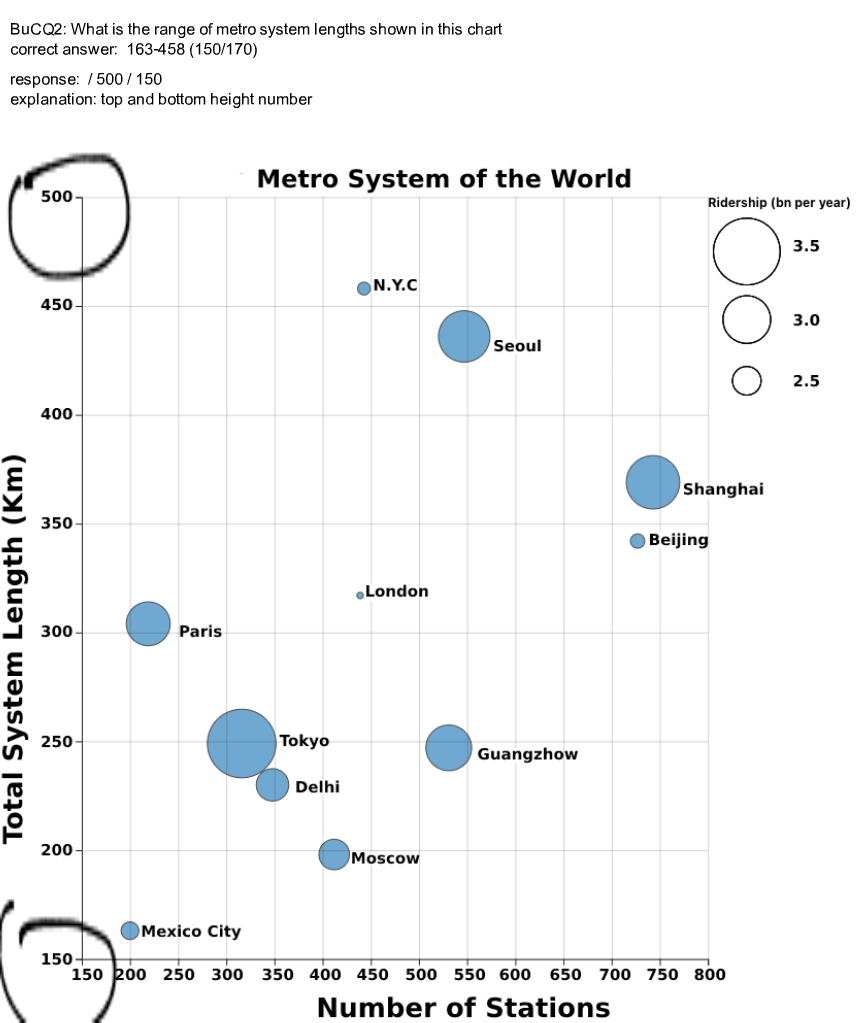 BuCQ2: What is the range of metro system lengths shown in this chart
correct answer:  163-458 (150/170)
response:  / 500 / 150
explanation: top and bottom height number
Metro System of the World
Ridership (bn per year)
3.5
3.0
2.5
500
450
400
350
300
250
200
150
Total System Length (Km)
N.Y.C
Seoul
Shanghai
Beijing
London
Paris
Tokyo
Guangzhow
Delhi
Moscow
Mexico City
150 200 250 300 350 400 450 500 550 600 650 700 750 800
Number of Stations